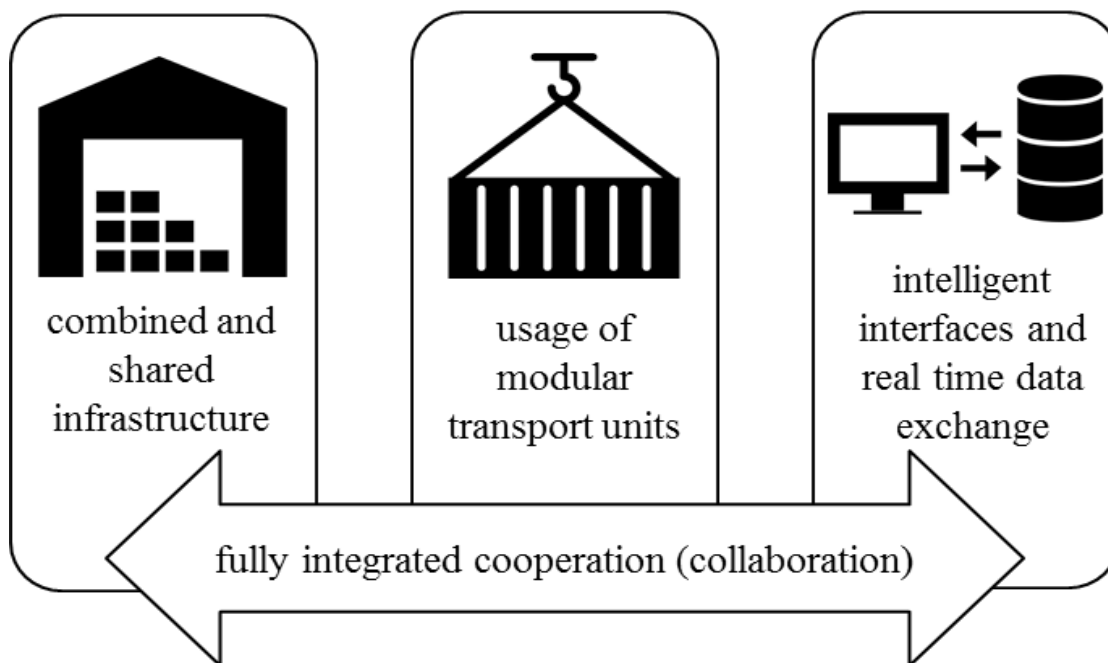 combined and
shared
infrastructure
usage of
modular
transport units
intelligent
interfaces and
real time data
exchange
fully integrated cooperation (collaboration)